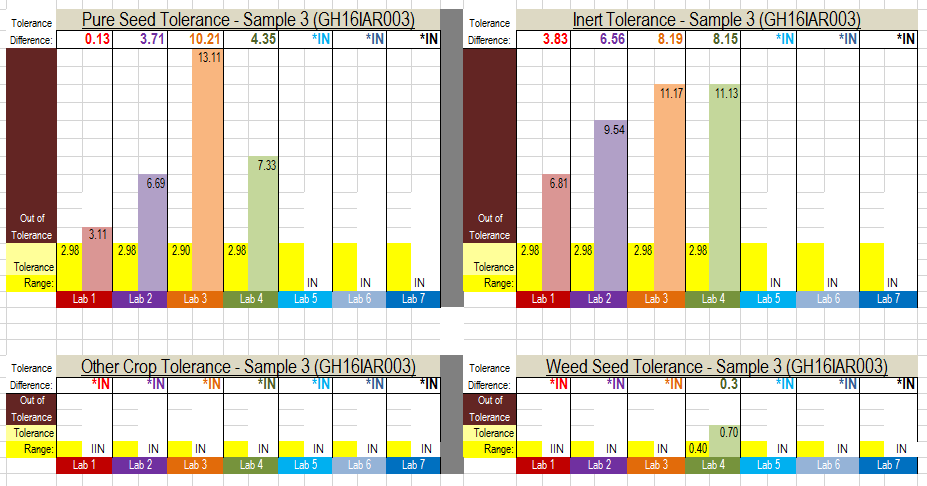 Tolerance Pure Seed Tolerance - Sample 3 (GH16IAR003)
Difference: 0.13 3.71 10.21 4.35 *IN *IN *IN
13.11
7.33
6.69
Out of
Tolerance 3.11
2.98 2.98 2.90 2.98
Tolerance
Range: IN IN IN
Lab 1 Lab 2 Lab 3 Lab 4 Lab 5 Lab 6 Lab 7
Tolerance Inert Tolerance - Sample 3 (GH16IAR003)
Difference: 3.83 6.56 8.19 8.15 *IN *IN *IN
11.17 11.13
9.54
6.81
Out of
Tolerance
2.98 2.98 2.98 2.98
Tolerance
Range: IN IN IN
Lab 1 Lab 2 Lab 3 Lab 4 Lab 5 Lab 6 Lab 7
Tolerance Other Crop Tolerance - Sample 3 (GH16IAR003)
Difference: *IN *IN *IN *IN *IN *IN *IN
Out of
Tolerance
Tolerance
Range: IIN IN IN IIN IN IN IN
Lab 1 Lab 2 Lab 3 Lab 4 Lab 5 Lab 6 Lab 7
Tolerance Weed Seed Tolerance - Sample 3 (GH16IAR003)
Difference: *IN *IN *IN 0.3 *IN *IN *IN
Out of
Tolerance
Tolerance 0.70
Range: IIN IN IN 0.40 IN IN IN
Lab 1 Lab 2 Lab 3 Lab 4 Lab 5 Lab 6 Lab 7